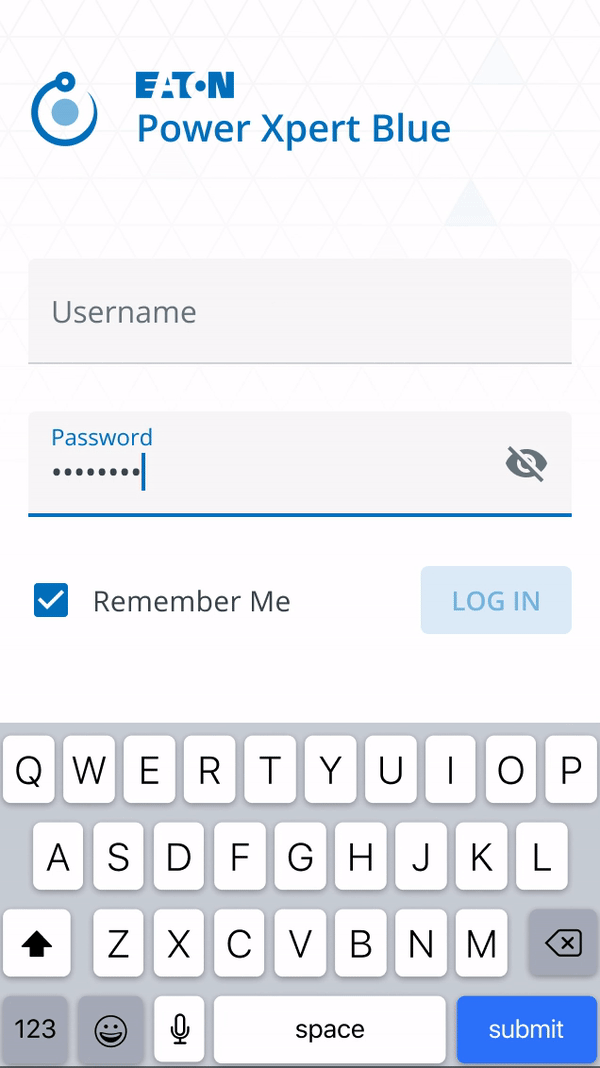 EATON
Power Xpert Blue
Username
Password
••••••••
Remember Me
LOG IN
Q W E R T Y U I O P
A S D F G H J K L
Z X C V B N M
123 space submit